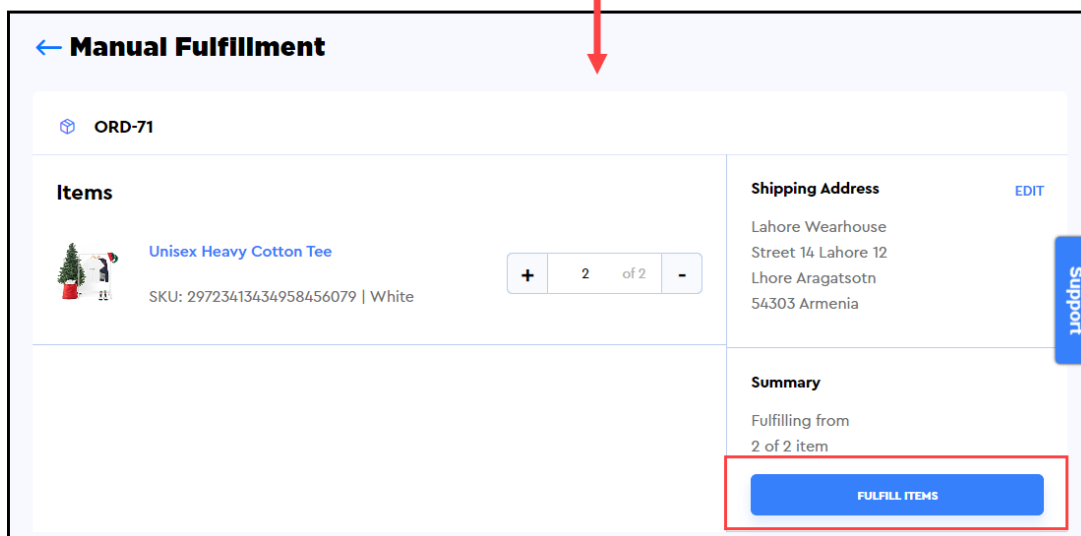 Manual Fulfillment
ORD-71
Items
Unisex Heavy Cotton Tee
SKU: 29723413434958456079 | White
+ 2 of 2 -
Shipping Address EDIT
Lahore Wearhouse
Street 14 Lahore 12
Lhore Aragatsotn
54303 Armenia
Summary
Fulfilling from
2 of 2 item
FULFILL ITEMS
Support